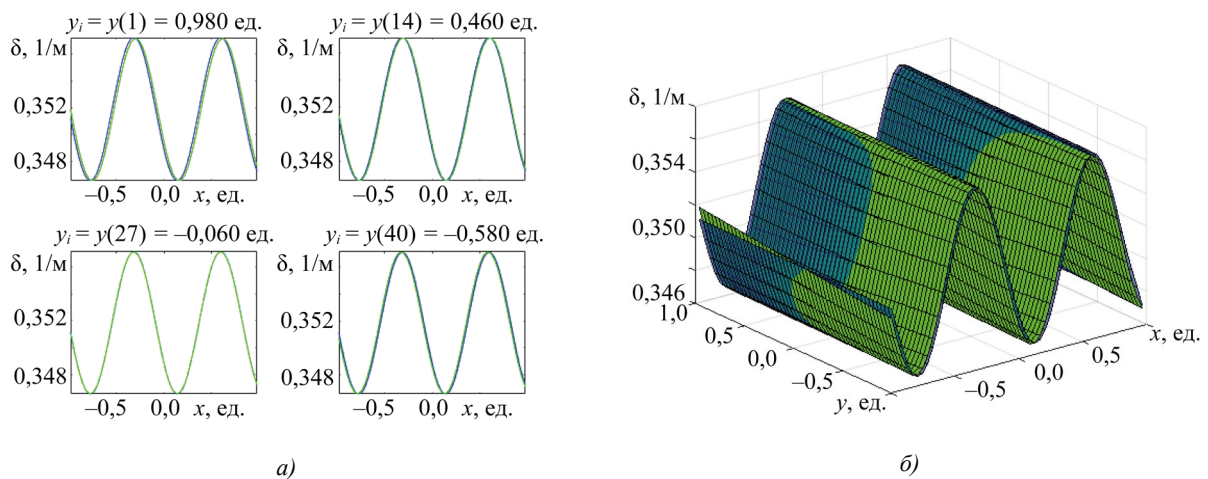 yi = y(1) = 0,980 ед.
δ, 1/м
0,352
0,348
–0,5
0,0
x, ед.
yi = y(14) = 0,460 ед.
δ, 1/м
0,352
0,348
–0,5
0,0
x, ед.
yi = y(27) = –0,060 ед.
δ, 1/м
0,352
0,348
–0,5
0,0
x, ед.
yi = y(40) = –0,580 ед.
δ, 1/м
0,352
0,348
–0,5
0,0
x, ед.
а)
δ, 1/м
0,354
0,350
0,346
1,0
0,5
0,0
–0,5
y, ед.
–0,5
0,0
0,5
x, ед.
б)